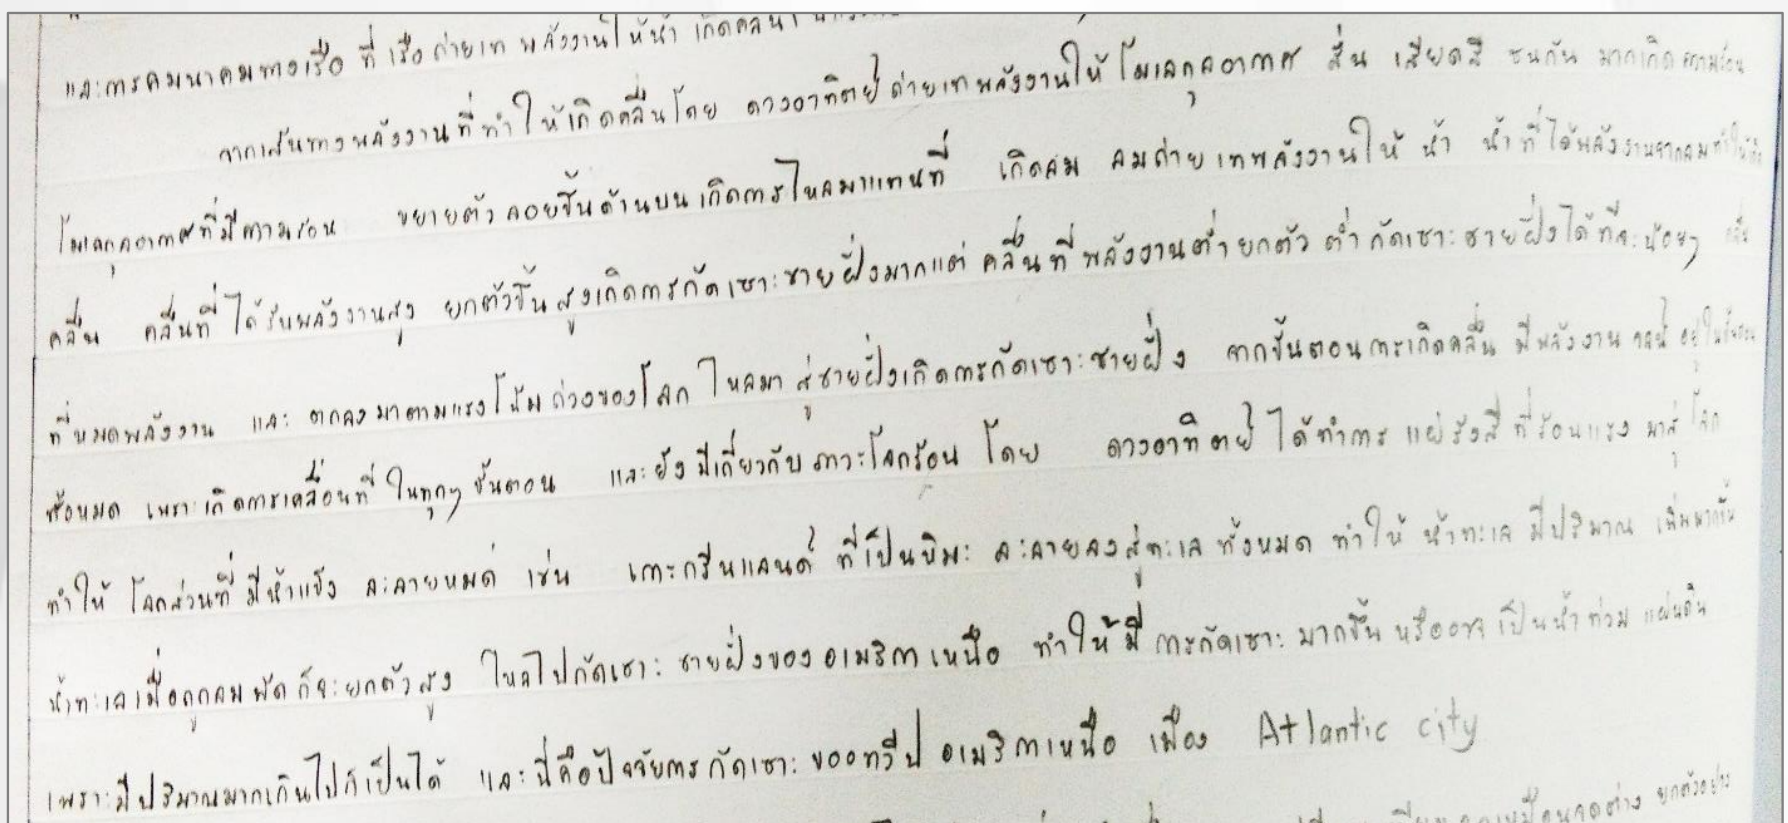 และการคมนาคมทางเรือ ที่ เรือ ถ่ายเท พลังงานให้น้ำ เกิดคลื่น
จากเส้นทางพลังงานที่ทำให้เกิดคลื่นโดย ดวงอาทิตย์ถ่ายเทพลังงานให้โมเลกุลอากาศ สั่น เสียดสี ชนกัน มากเกิดความร้อน
โมเลกุลอากาศที่มีความร้อน ขยายตัว ลอยขึ้นด้านบนเกิดการไหลมาแทนที่ เกิดลม ลมถ่ายเทพลังงานให้ น้ำ น้ำที่ได้พลังงานจากลมทำให้เกิด
คลื่น คลื่นที่ได้รับพลังงานสูง ยกตัวขึ้นสูงเกิดการกัดเซาะชายฝั่งมากแต่ คลื่นที่พลังงานต่ำยกตัว ต่ำ กัดเซาะชายฝั่งได้ทีละน้อยๆ คลื่น
ที่หมดพลังงาน และ ตกลงมาตามแรงโน้มถ่วงของโลก ไหลมา สู่ชายฝั่งเกิดการกัดเซาะชายฝั่ง จากขั้นตอนการเกิดคลื่น มีพลังงานจลน์ อยู่ในขั้นตอน
ทั้งหมด เพราะเกิดการเคลื่อนที่ ในทุกๆ ขั้นตอน และยัง มีเกี่ยวกับภาวะโลกร้อน โดย ดวงอาทิตย์ ได้ทำการ แผ่รังสี ที่ร้อนแรง มาสู่ โลก
ทำให้ โลกส่วนที่ มีน้ำแข็ง ละลายหมด เช่น เกาะกรีนแลนด์ ที่เป็นหิมะ ละลายลงสู่ทะเล ทั้งหมด ทำให้ น้ำทะเล มีปริมาณ เพิ่มมากขึ้น
น้ำทะเลเมื่อถูกลมพัด ก็จะยกตัวสูง ไหลไปกัดเซาะ ชายฝั่งของอเมริกาเหนือ ทำให้มี การกัดเซาะ มากขึ้น หรืออาจ เป็นน้ำท่วม แผ่นดิน
เพราะมีปริมาณมากเกินไปก็เป็นได้ และ นี่คือปัจจัยการ กัดเซาะ ของทวีป อเมริกาเหนือ เมือง Atlantic city
ยกตัวอย่าง